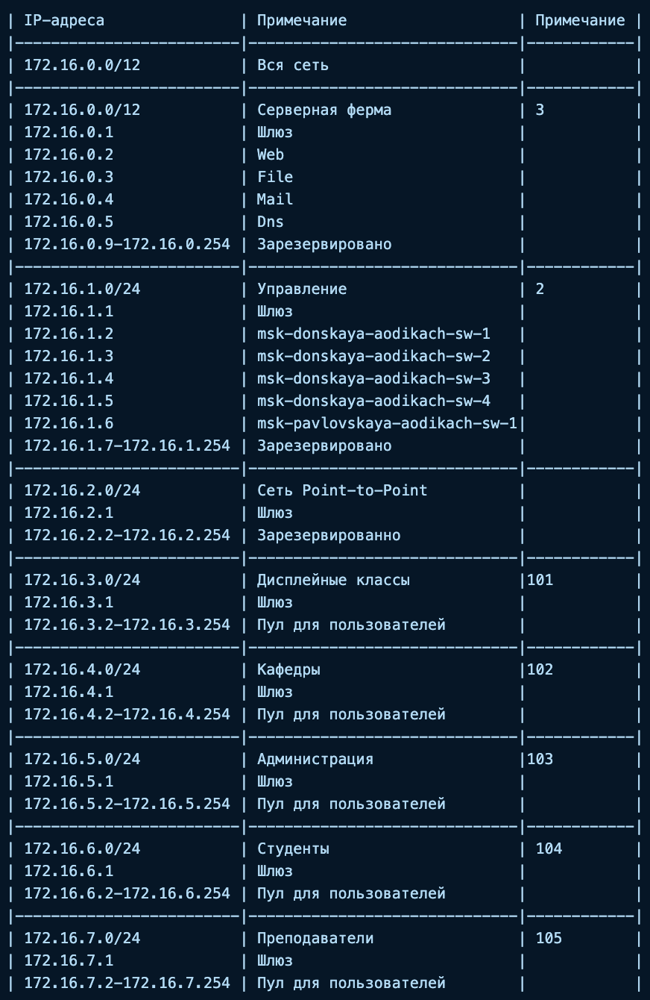 | IP-адреса | Примечание | Примечание |
|-------------------------|------------------------------|------------|
| 172.16.0.0/12 | Вся сеть | |
|-------------------------|------------------------------|------------|
| 172.16.0.0/12 | Серверная ферма | 3 |
| 172.16.0.1 | Шлюз | |
| 172.16.0.2 | Web | |
| 172.16.0.3 | File | |
| 172.16.0.4 | Mail | |
| 172.16.0.5 | Dns | |
| 172.16.0.9-172.16.0.254 | Зарезервировано | |
|-------------------------|------------------------------|------------|
| 172.16.1.0/24 | Управление | 2 |
| 172.16.1.1 | Шлюз | |
| 172.16.1.2 | msk-donskaya-aodikach-sw-1 | |
| 172.16.1.3 | msk-donskaya-aodikach-sw-2 | |
| 172.16.1.4 | msk-donskaya-aodikach-sw-3 | |
| 172.16.1.5 | msk-donskaya-aodikach-sw-4 | |
| 172.16.1.6 | msk-pavlovskaya-aodikach-sw-1| |
| 172.16.1.7-172.16.1.254 | Зарезервировано | |
|-------------------------|------------------------------|------------|
| 172.16.2.0/24 | Сеть Point-to-Point | |
| 172.16.2.1 | Шлюз | |
| 172.16.2.2-172.16.2.254 | Зарезервированно | |
|-------------------------|------------------------------|------------|
| 172.16.3.0/24 | Дисплейные классы |101 |
| 172.16.3.1 | Шлюз | |
| 172.16.3.2-172.16.3.254 | Пул для пользователей | |
|-------------------------|------------------------------|------------|
| 172.16.4.0/24 | Кафедры |102 |
| 172.16.4.1 | Шлюз | |
| 172.16.4.2-172.16.4.254 | Пул для пользователей | |
|-------------------------|------------------------------|------------|
| 172.16.5.0/24 | Администрация |103 |
| 172.16.5.1 | Шлюз | |
| 172.16.5.2-172.16.5.254 | Пул для пользователей | |
|-------------------------|------------------------------|------------|
| 172.16.6.0/24 | Студенты | 104 |
| 172.16.6.1 | Шлюз | |
| 172.16.6.2-172.16.6.254 | Пул для пользователей | |
|-------------------------|------------------------------|------------|
| 172.16.7.0/24 | Преподаватели | 105 |
| 172.16.7.1 | Шлюз | |
| 172.16.7.2-172.16.7.254 | Пул для пользователей | |